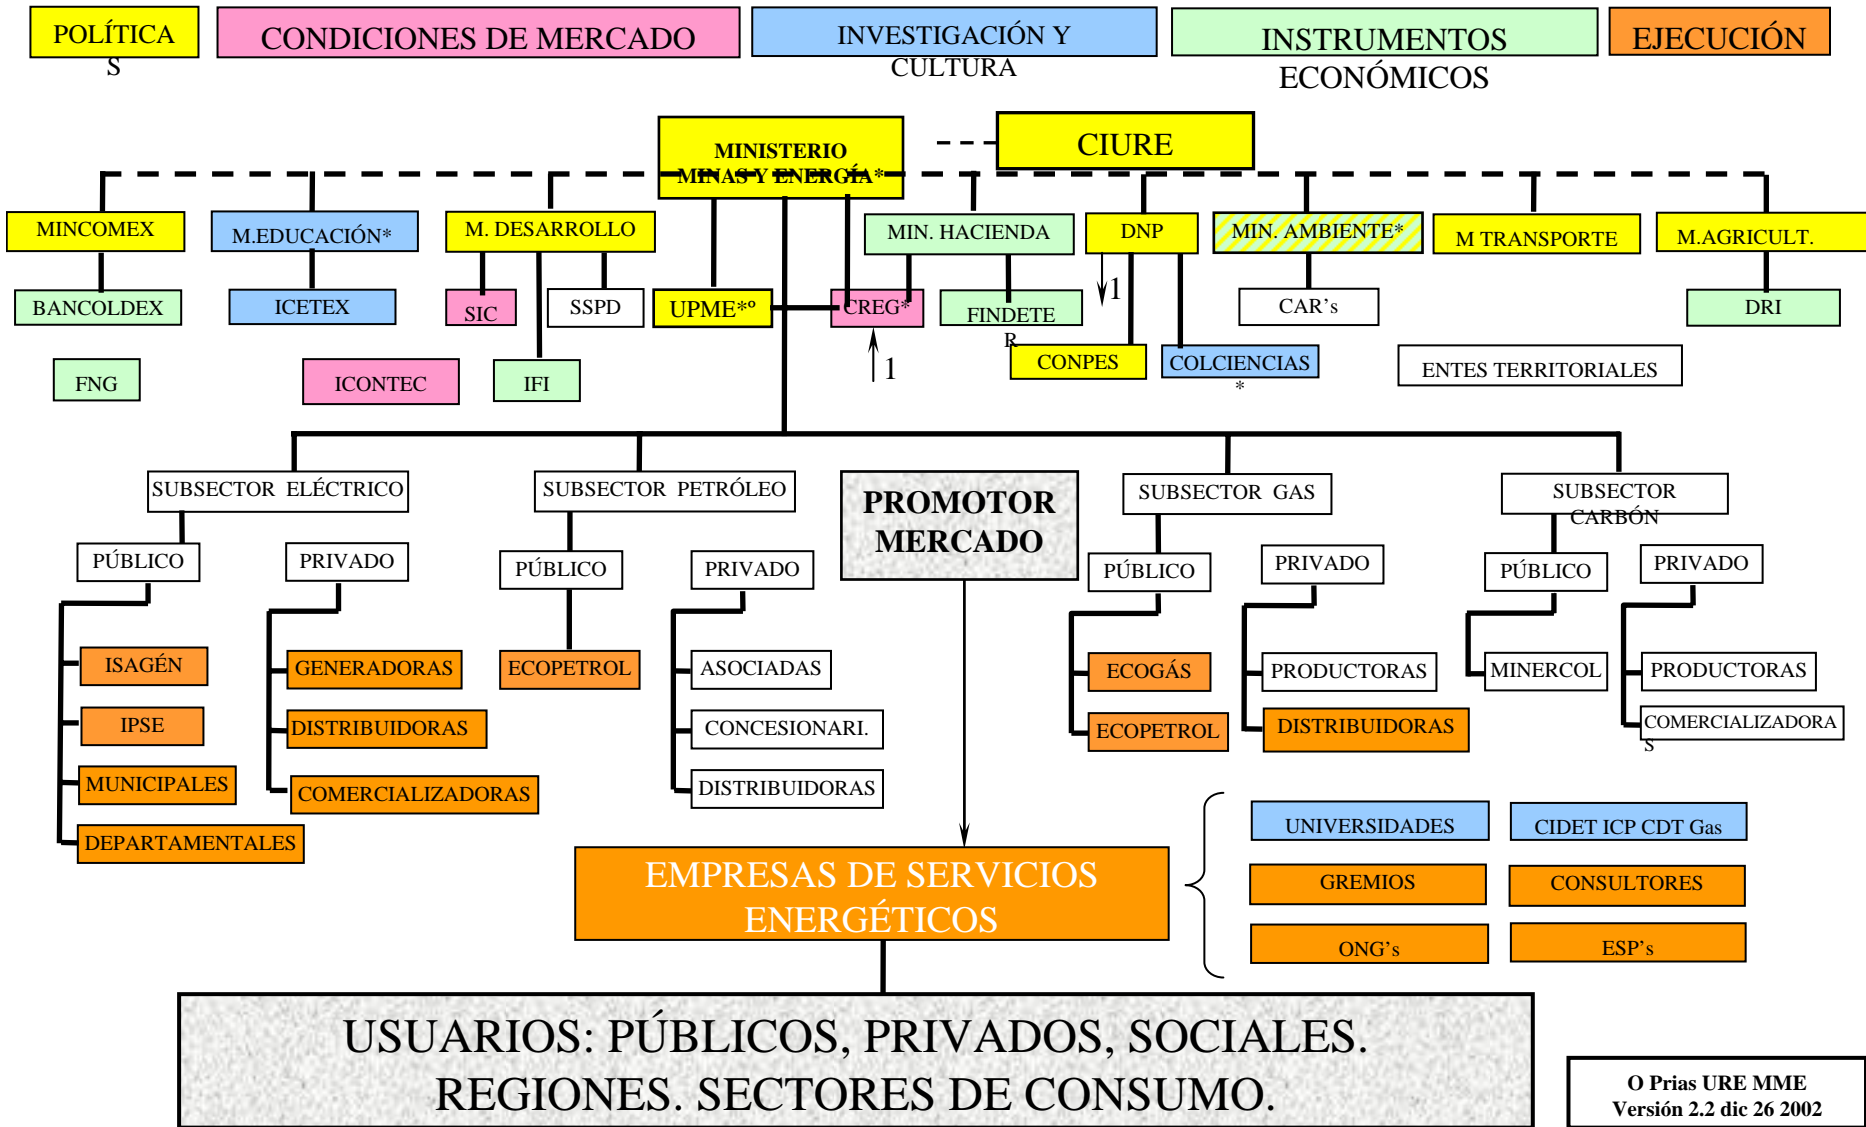 POLÍTICA
S
CONDICIONES DE MERCADO
INVESTIGACIÓN Y
CULTURA
INSTRUMENTOS
ECONÓMICOS
EJECUCIÓN
MINISTERIO
MINAS Y ENERGÍA*
CIURE
MINCOMEX
M.EDUCACIÓN*
M. DESARROLLO
MIN. HACIENDA
DNP
MIN. AMBIENTE*
M TRANSPORTE
M.AGRICULT.
BANCOLDEX
ICETEX
SIC
SSPD
UPME*º
CREG*
FINDETE
R
1
CAR's
DRI
FNG
ICONTEC
IFI
1
CONPES
COLCIENCIAS
*
ENTES TERRITORIALES
SUBSECTOR ELÉCTRICO
SUBSECTOR PETRÓLEO
PROMOTOR
MERCADO
SUBSECTOR GAS
SUBSECTOR
CARBÓN
PÚBLICO
PRIVADO
PÚBLICO
PRIVADO
PÚBLICO
PRIVADO
PÚBLICO
PRIVADO
ISAGÉN
GENERADORAS
ECOPETROL
ASOCIADAS
ECOGÁS
PRODUCTORAS
MINERCOL
PRODUCTORAS
IPSE
DISTRIBUIDORAS
CONCESIONARI.
ECOPETROL
DISTRIBUIDORAS
COMERCIALIZADORA
S
MUNICIPALES
COMERCIALIZADORAS
DISTRIBUIDORAS
DEPARTAMENTALES
UNIVERSIDADES
CIDET ICP CDT Gas
EMPRESAS DE SERVICIOS
ENERGÉTICOS
GREMIOS
CONSULTORES
ONG's
ESP's
USUARIOS: PÚBLICOS, PRIVADOS, SOCIALES.
REGIONES. SECTORES DE CONSUMO.
O Prias URE MME
Versión 2.2 dic 26 2002